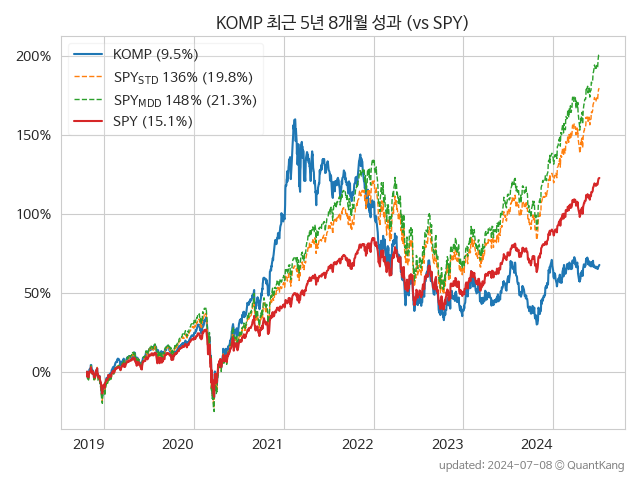 KOMP 최근 5년 8개월 성과 (vs SPY)
KOMP (9.5%)
SPY_STD 136% (19.8%)
SPY_MDD 148% (21.3%)
SPY (15.1%)
200%
150%
100%
50%
0%
2019 2020 2021 2022 2023 2024
updated: 2024-07-08 © QuantKang